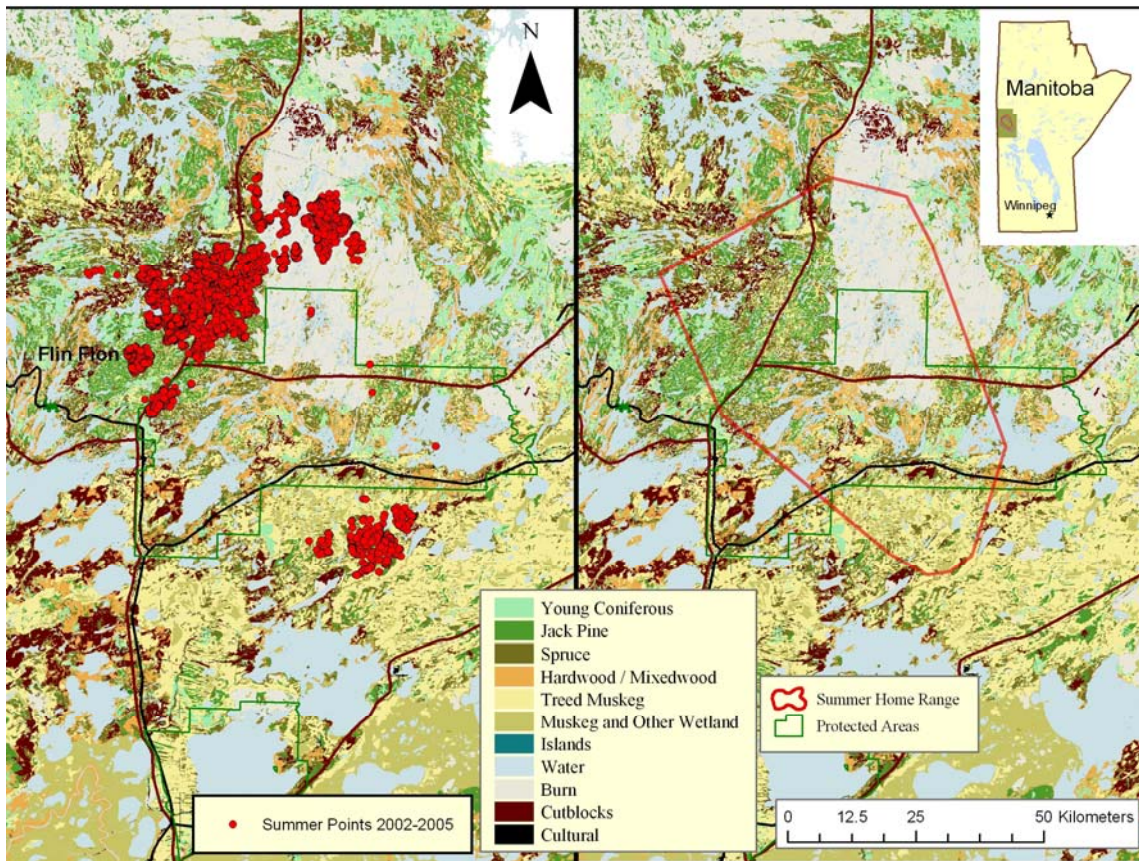 N
Manitoba
Winnipeg
Flin Flon
Young Coniferous
Jack Pine
Spruce
Hardwood / Mixedwood
Treed Muskeg
Muskeg and Other Wetland
Islands
Water
Burn
Cutblocks
Cultural
Summer Home Range
Protected Areas
Summer Points 2002-2005
0 12.5 25 50 Kilometers